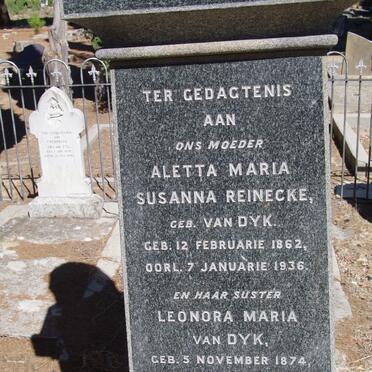 TER GEDAGTENIS
AAN
ONS MOEDER
ALETTA MARIA
SUSANNA REINECKE,
GEB. VAN DYK.
GEB. 12 FEBRUARIE 1862,
OORL. 7 JANUARIE 1936.
EN HAAR SUSTER
LEONORA MARIA
VAN DYK,
GEB. 5 NOVEMBER 1874,